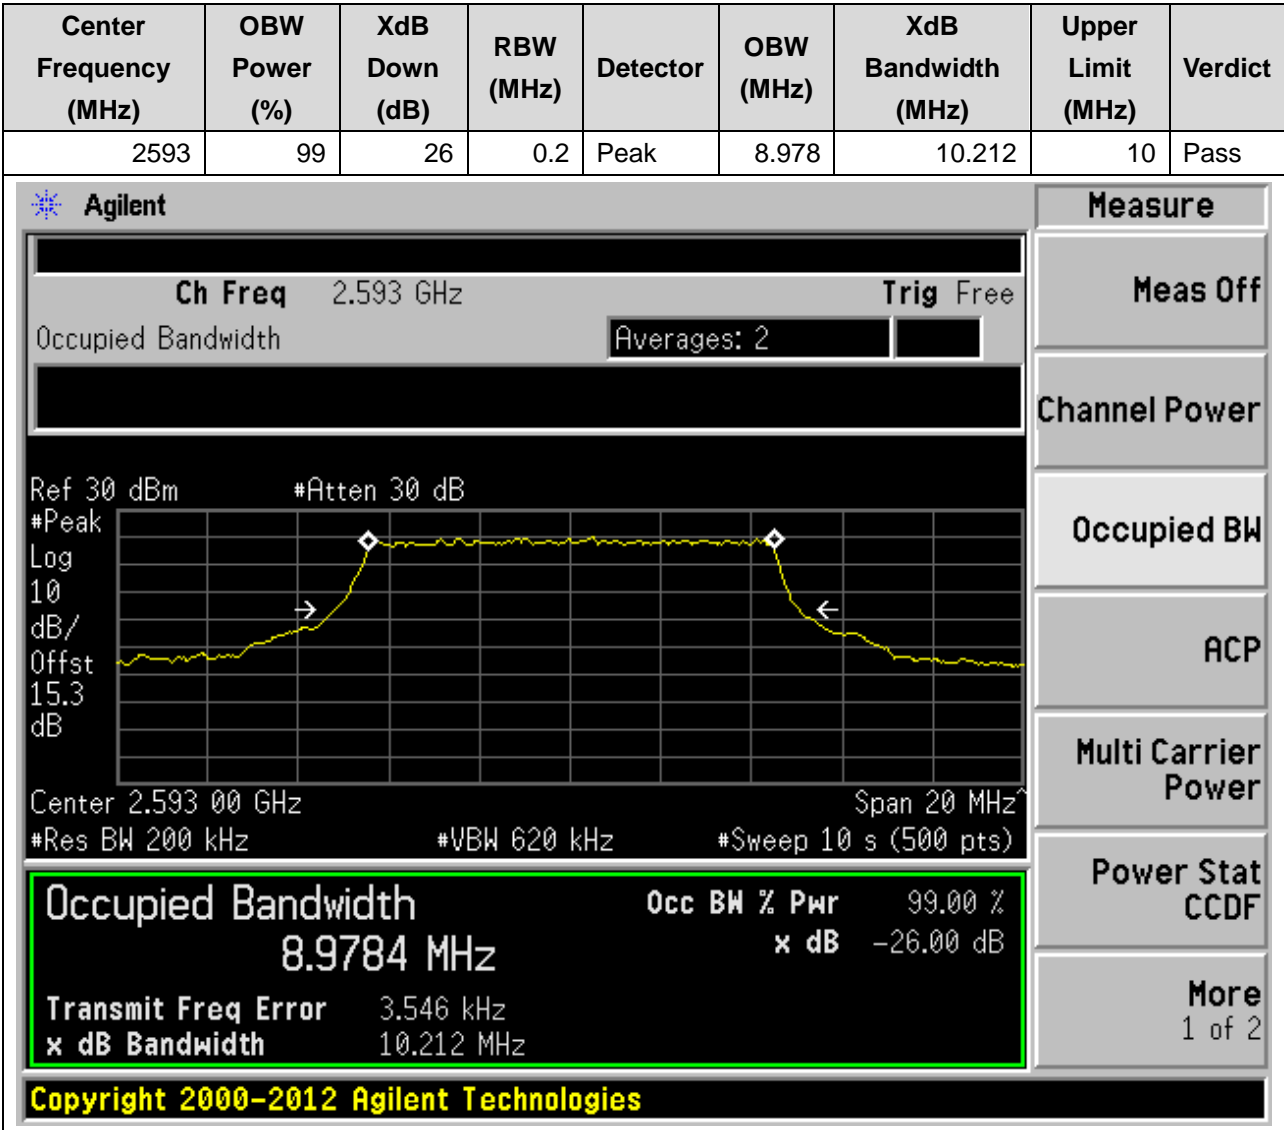 Center Frequency (MHz) OBW Power (%) XdB Down (dB) RBW (MHz) Detector OBW (MHz) XdB Bandwidth (MHz) Upper Limit (MHz) Verdict
2593 99 26 0.2 Peak 8.978 10.212 10 Pass
Agilent
Measure
Ch Freq 2.593 GHz Trig Free
Meas Off
Occupied Bandwidth Averages: 2
Channel Power
Ref 30 dBm #Atten 30 dB
#Peak
Log
10
dB/
Offst
15.3
dB
Occupied BW
ACP
Multi Carrier
Power
Center 2.593 00 GHz Span 20 MHz^
#Res BW 200 kHz #VBW 620 kHz #Sweep 10 s (500 pts)
Power Stat
CCDF
Occupied Bandwidth Occ BW % Pwr 99.00 %
8.9784 MHz x dB -26.00 dB
Transmit Freq Error 3.546 kHz
x dB Bandwidth 10.212 MHz
More
1 of 2
Copyright 2000-2012 Agilent Technologies